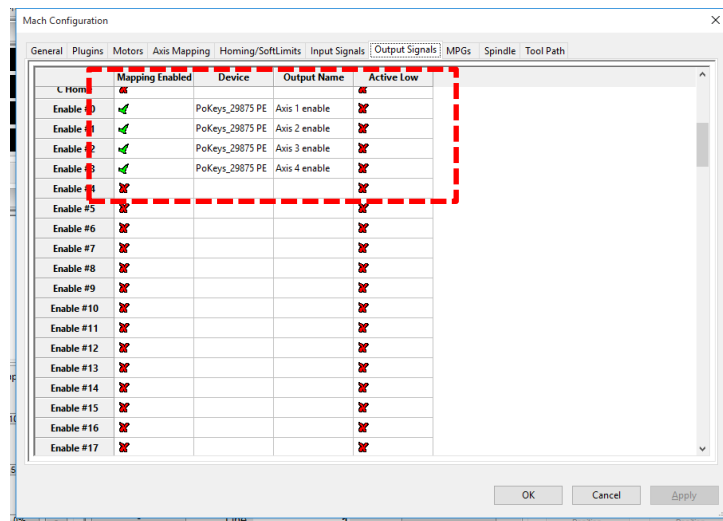 Mach Configuration
General Plugins Motors Axis Mapping Homing/SoftLimits Input Signals Output Signals MPGs Spindle Tool Path
Mapping Enabled Device Output Name Active Low
C Home
Enable #0 PoKeys_29875 PE Axis 1 enable
Enable #1 PoKeys_29875 PE Axis 2 enable
Enable #2 PoKeys_29875 PE Axis 3 enable
Enable #3 PoKeys_29875 PE Axis 4 enable
Enable #4
Enable #5
Enable #6
Enable #7
Enable #8
Enable #9
Enable #10
Enable #11
Enable #12
Enable #13
Enable #14
Enable #15
Enable #16
Enable #17
OK Cancel Apply